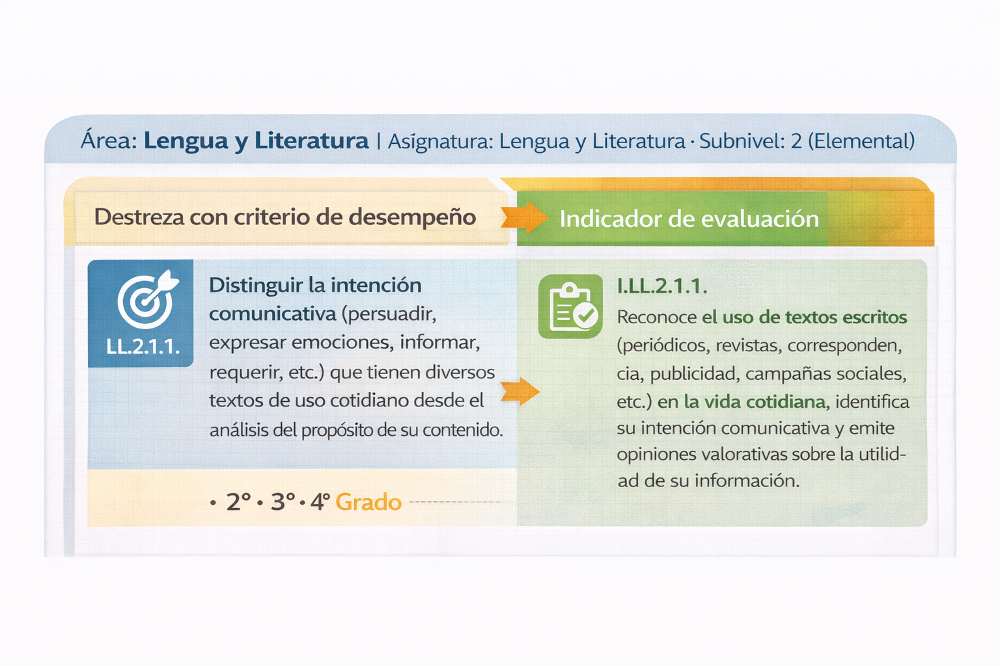 Área: Lengua y Literatura | Asignatura: Lengua y Literatura · Subnivel: 2 (Elemental)
Destreza con criterio de desempeño
Indicador de evaluación
LL.2.1.1.
Distinguir la intención
comunicativa (persuadir,
expresar emociones, informar,
requerir, etc.) que tienen diversos
textos de uso cotidiano desde el
análisis del propósito de su contenido.
• 2° • 3° • 4° Grado
I.LL.2.1.1.
Reconoce el uso de textos escritos
(periódicos, revistas, corresponden,
cia, publicidad, campañas sociales,
etc.) en la vida cotidiana, identifica
su intención comunicativa y emite
opiniones valorativas sobre la utilid-
ad de su información.